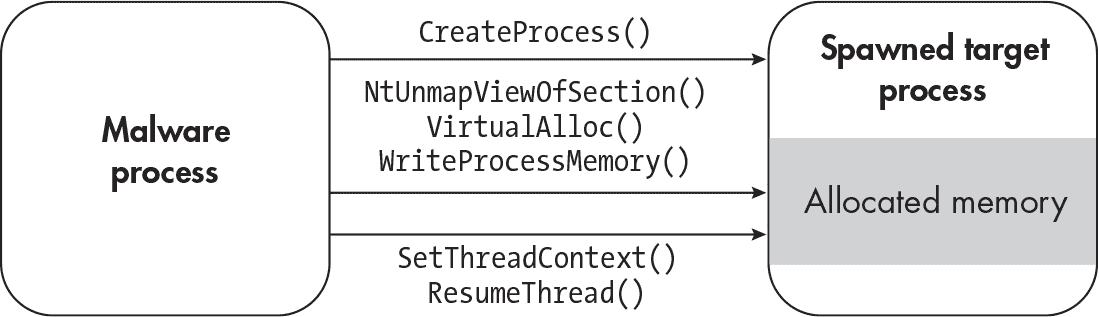 Malware
process
CreateProcess()
NtUnmapViewOfSection()
VirtualAlloc()
WriteProcessMemory()
SetThreadContext()
ResumeThread()
Spawned target
process
Allocated memory